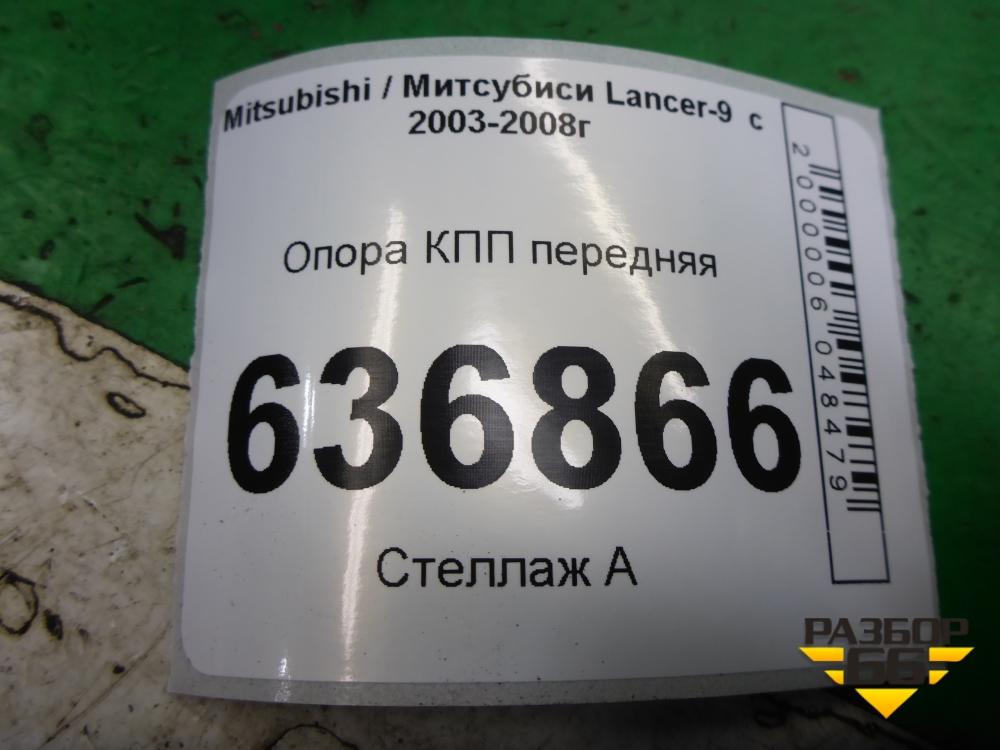 Mitsubishi / Митсубиси Lancer-9 с
2003-2008г
Опора КПП передняя
636866
Стеллаж А
2000006048479
РАЗБОР
66